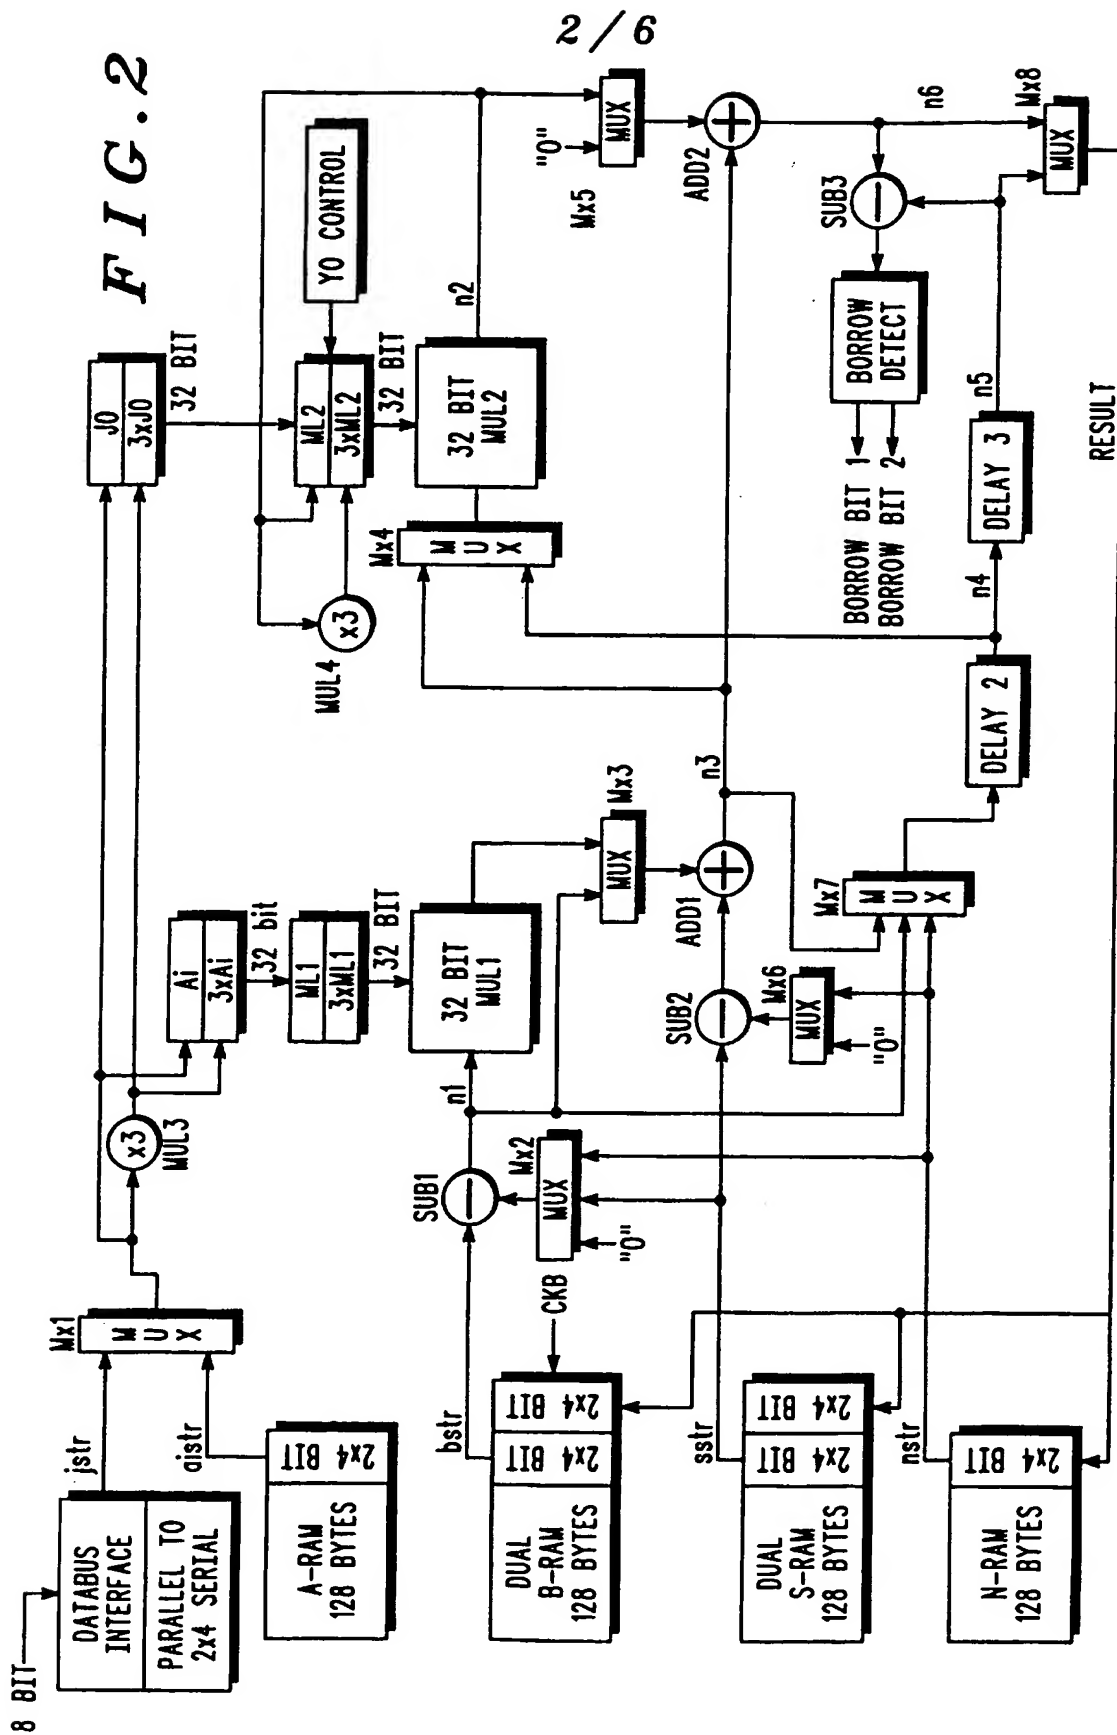 2/6
FIG.2
8 BIT
DATABUS
INTERFACE
PARALLEL TO
2x4 SERIAL
jstr
Mx1
MUX
aistr
A-RAM
128 BYTES
2x4 BIT
x3
MUL3
Ai
3xAi
32 bit
ML1
3xML1
32 BIT
32 BIT
MUL1
J0
3xJ0
32 BIT
Y0 CONTROL
ML2
3xML2
32 BIT
x3
MUL4
Mx4
MUX
32 BIT
MUL2
n2
"0"
MUX
Mx5
ADD2
n6
Mx8
MUX
SUB3
BORROW
DETECT
BORROW BIT 1
BORROW BIT 2
n5
DELAY 3
n4
DELAY 2
RESULT
DUAL
B-RAM
128 BYTES
2x4 BIT
2x4 BIT
bstr
CKB
SUB1
n1
Mx2
MUX
"0"
Mx3
MUX
ADD1
n3
DUAL
S-RAM
128 BYTES
2x4 BIT
2x4 BIT
sstr
SUB2
Mx6
MUX
"0"
Mx7
MUX
N-RAM
128 BYTES
2x4 BIT
nstr